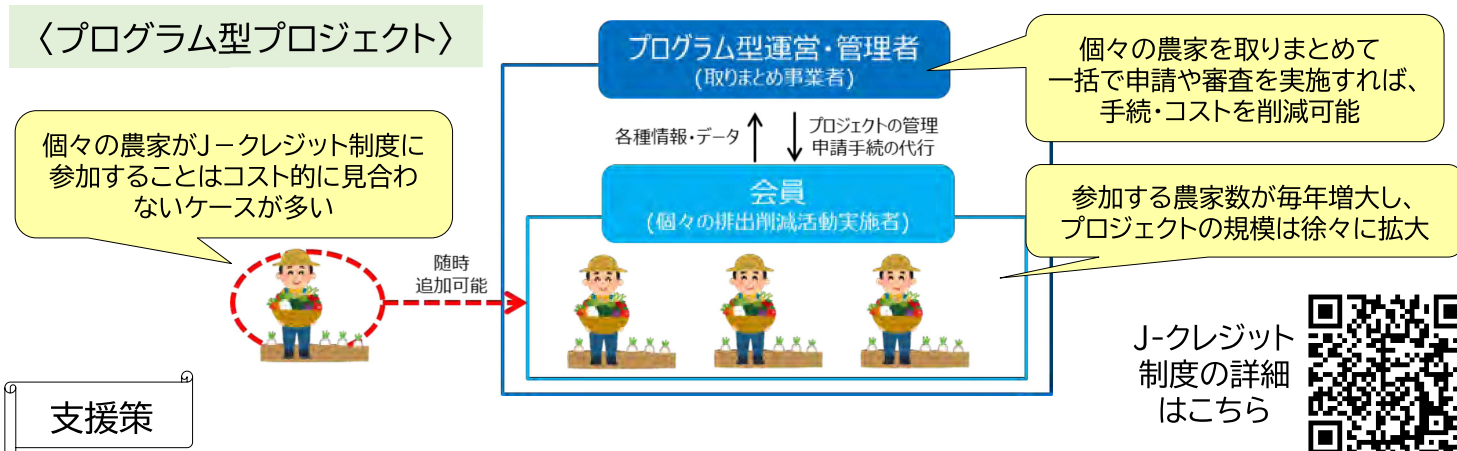 〈プログラム型プロジェクト〉
プログラム型運営・管理者
(取りまとめ事業者)
個々の農家を取りまとめて
一括で申請や審査を実施すれば、
手続・コストを削減可能
個々の農家がJ－クレジット制度に
参加することはコスト的に見合わ
ないケースが多い
各種情報・データ
プロジェクトの管理
申請手続の代行
会員
(個々の排出削減活動実施者)
参加する農家数が毎年増大し、
プロジェクトの規模は徐々に拡大
随時
追加可能
J-クレジット
制度の詳細
はこちら
支援策